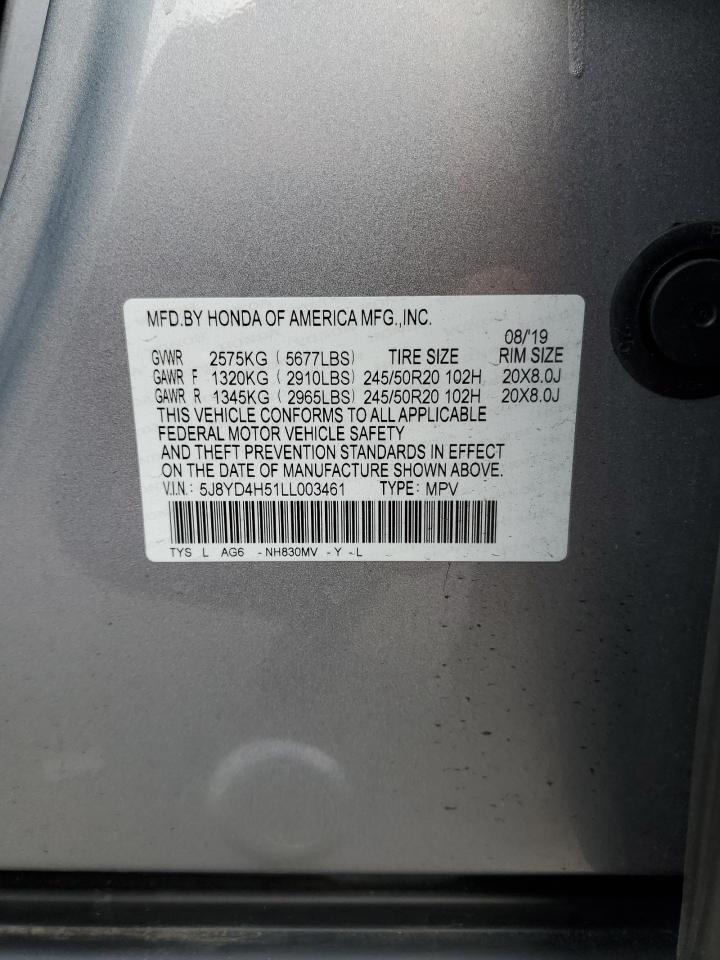 MFD.BY HONDA OF AMERICA MFG.,INC.
08/'19
GVWR 2575KG ( 5677LBS) TIRE SIZE RIM SIZE
GAWR F 1320KG ( 2910LBS) 245/50R20 102H 20X8.0J
GAWR R 1345KG ( 2965LBS) 245/50R20 102H 20X8.0J
THIS VEHICLE CONFORMS TO ALL APPLICABLE
FEDERAL MOTOR VEHICLE SAFETY
AND THEFT PREVENTION STANDARDS IN EFFECT
ON THE DATE OF MANUFACTURE SHOWN ABOVE.
V.I.N.: 5J8YD4H51LL003461 TYPE: MPV
TYS L AG6 -NH830MV -Y -L